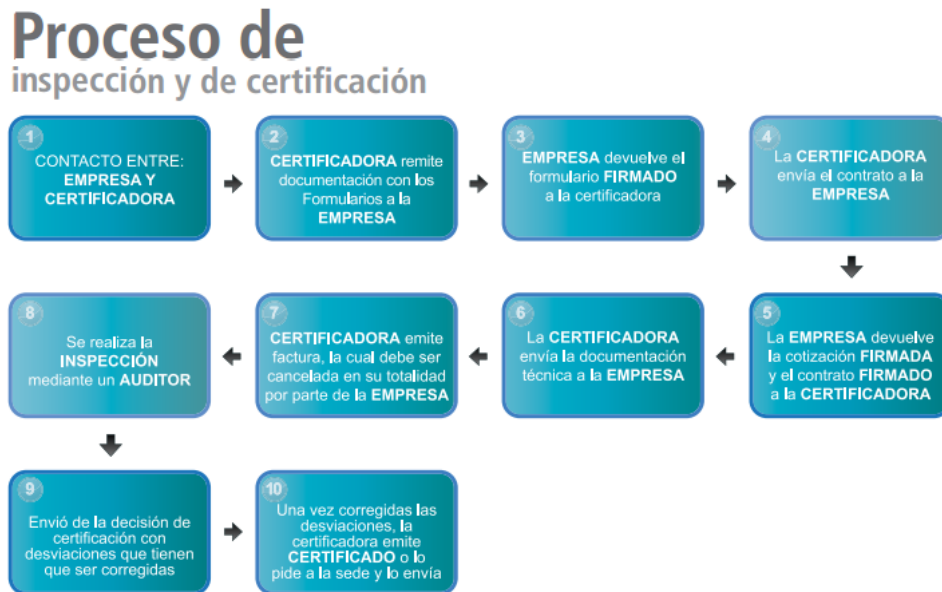 Proceso de
inspección y de certificación
1
CONTACTO ENTRE:
EMPRESA Y
CERTIFICADORA
2
CERTIFICADORA remite
documentación con los
Formularios a la
EMPRESA
3
EMPRESA devuelve el
formulario FIRMADO
a la certificadora
4
La CERTIFICADORA
envía el contrato a la
EMPRESA
5
La EMPRESA devuelve
la cotización FIRMADA
y el contrato FIRMADO
a la CERTIFICADORA
6
La CERTIFICADORA
envía la documentación
técnica a la EMPRESA
7
CERTIFICADORA emite
factura, la cual debe ser
cancelada en su totalidad
por parte de la EMPRESA
8
Se realiza la
INSPECCIÓN
mediante un AUDITOR
9
Envió de la decisión de
certificación con
desviaciones que tienen
que ser corregidas
10
Una vez corregidas las
desviaciones, la
certificadora emite
CERTIFICADO o lo
pide a la sede y lo envía